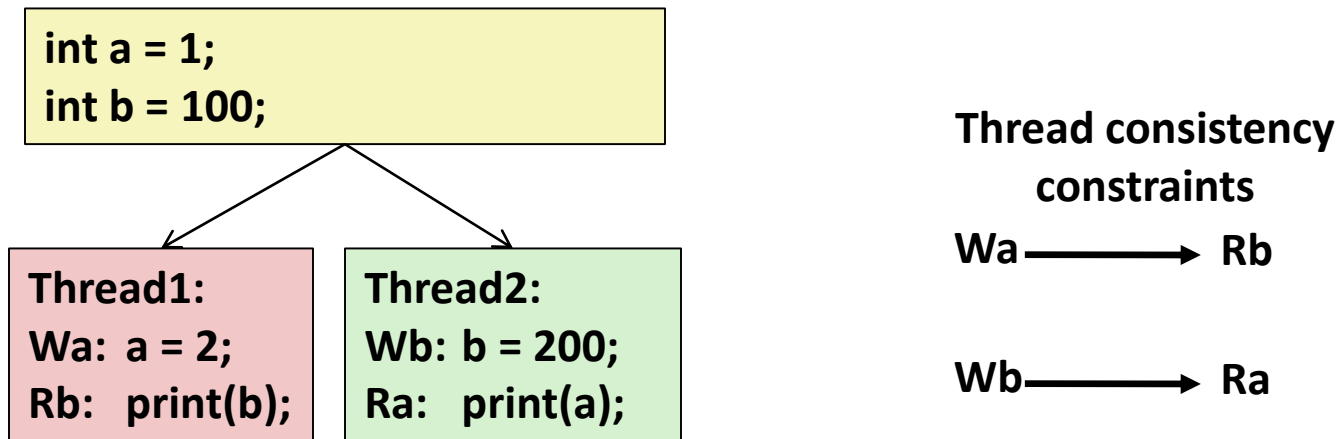 int a = 1;
int b = 100;
Thread1:
Wa: a = 2;
Rb: print(b);
Thread2:
Wb: b = 200;
Ra: print(a);
Thread consistency
constraints
Wa Rb
Wb Ra